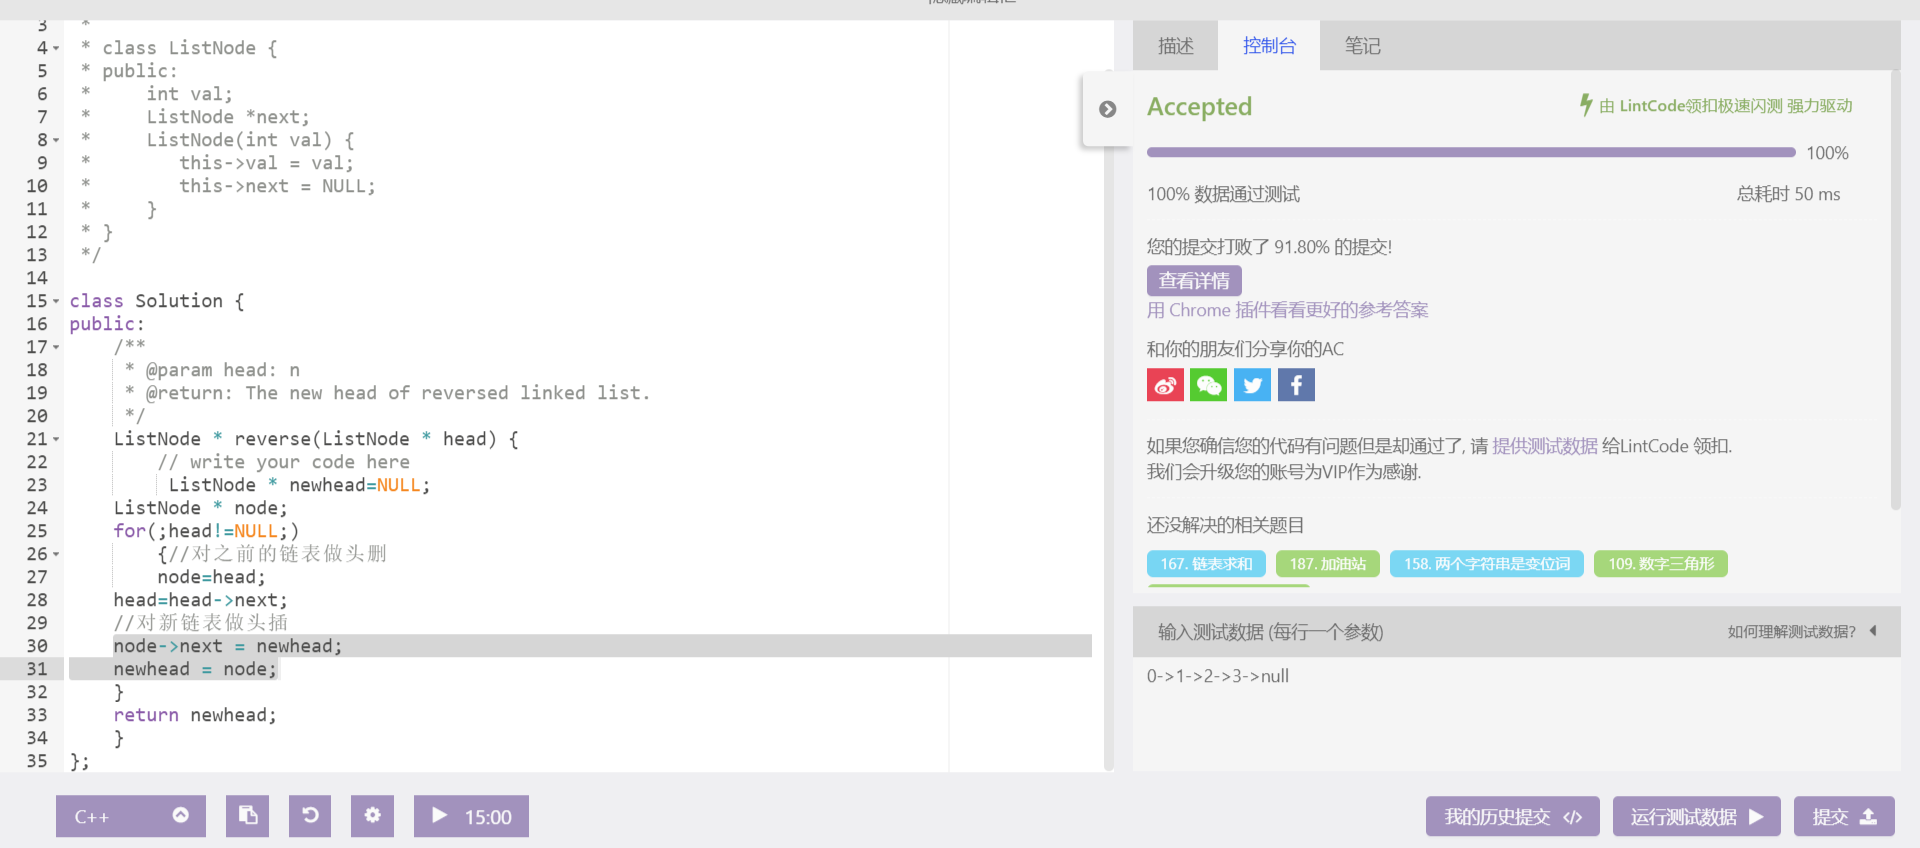 3 *
4 * class ListNode {
5 * public:
6 * int val;
7 * ListNode *next;
8 * ListNode(int val) {
9 * this->val = val;
10 * this->next = NULL;
11 * }
12 * }
13 */
14
15 class Solution {
16 public:
17 /**
18 * @param head: n
19 * @return: The new head of reversed linked list.
20 */
21 ListNode * reverse(ListNode * head) {
22 // write your code here
23 ListNode * newhead=NULL;
24 ListNode * node;
25 for(;head!=NULL;)
26 {//对之前的链表做头删
27 node=head;
28 head=head->next;
29 //对新链表做头插
30 node->next = newhead;
31 newhead = node;
32 }
33 return newhead;
34 }
35 };
C++
15:00
描述 控制台 笔记
Accepted
由 LintCode领扣极速闪测 强力驱动
100%
100% 数据通过测试
总耗时 50 ms
您的提交打败了 91.80% 的提交!
查看详情
用 Chrome 插件看看更好的参考答案
和你的朋友们分享你的AC
如果您确信您的代码有问题但是却通过了, 请 提供测试数据 给LintCode 领扣.
我们会升级您的账号为VIP作为感谢.
还没解决的相关题目
167. 链表求和 187. 加油站 158. 两个字符串是变位词 109. 数字三角形
输入测试数据 (每行一个参数)
如何理解测试数据?
0->1->2->3->null
我的历史提交 </>
运行测试数据
提交